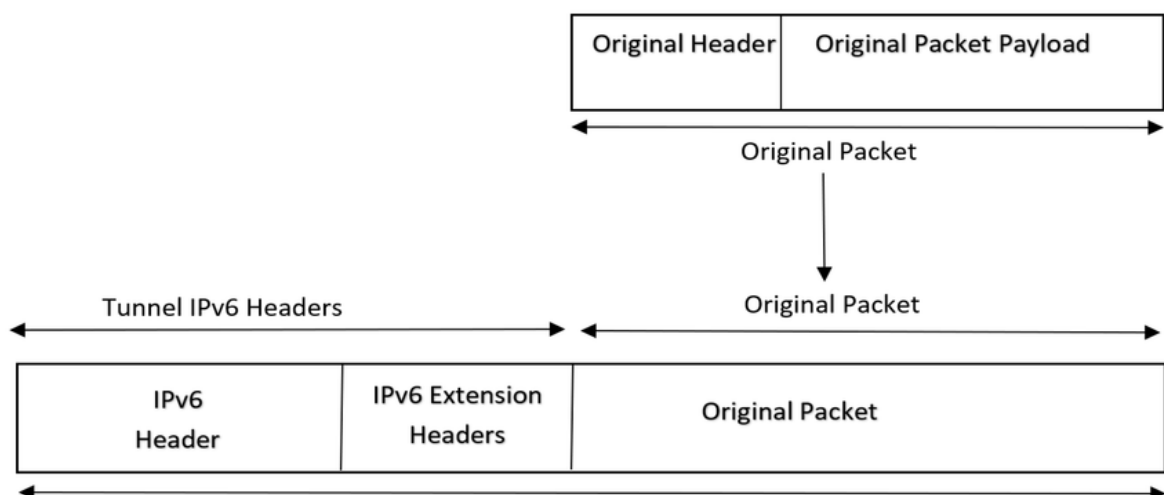 Original Header
Original Packet Payload
Original Packet
Tunnel IPv6 Headers
Original Packet
IPv6
Header
IPv6 Extension
Headers
Original Packet